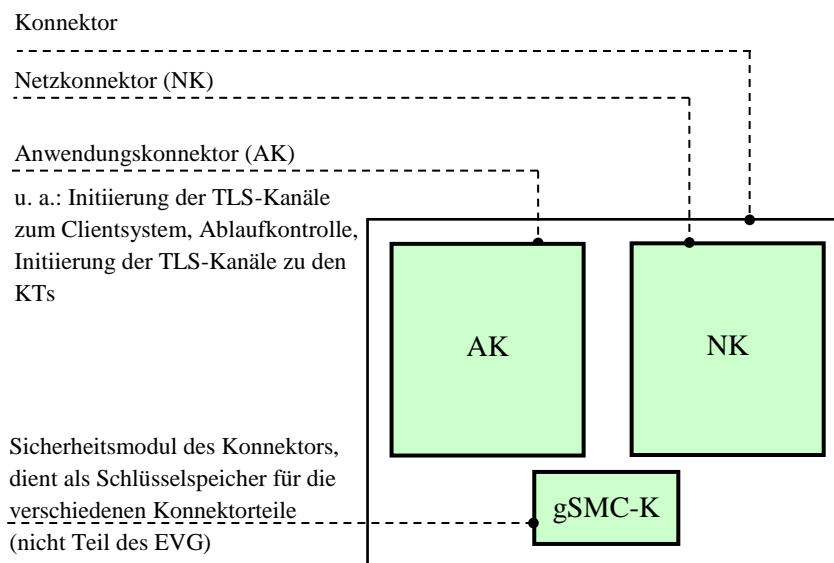 Konnektor
Netzkonnektor (NK)
Anwendungskonnektor (AK)
u. a.: Initiierung der TLS-Kanäle
zum Clientsystem, Ablaufkontrolle,
Initiierung der TLS-Kanäle zu den
KTs
AK
NK
Sicherheitsmodul des Konnektors,
dient als Schlüsselspeicher für die
verschiedenen Konnektorteile
(nicht Teil des EVG)
gSMC-K